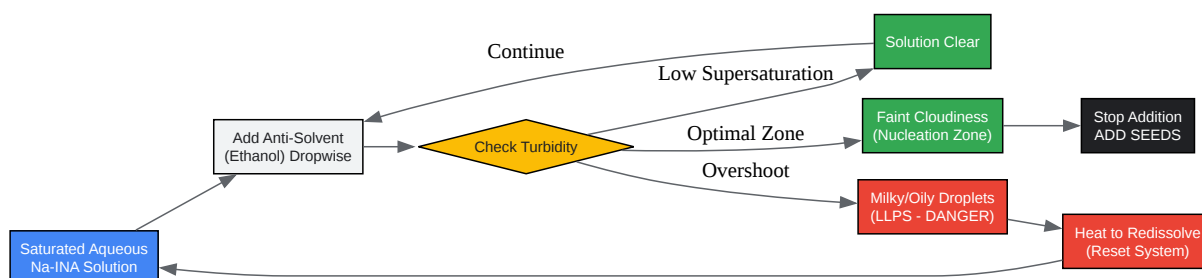 Solution Clear
Continue
Low Supersaturation
Faint Cloudiness
(Nucleation Zone)
Stop Addition
ADD SEEDS
Add Anti-Solvent
(Ethanol) Dropwise
Check Turbidity
Optimal Zone
Overshoot
Milky/Oily Droplets
(LLPS - DANGER)
Heat to Redissolve
(Reset System)
Saturated Aqueous
Na-INA Solution